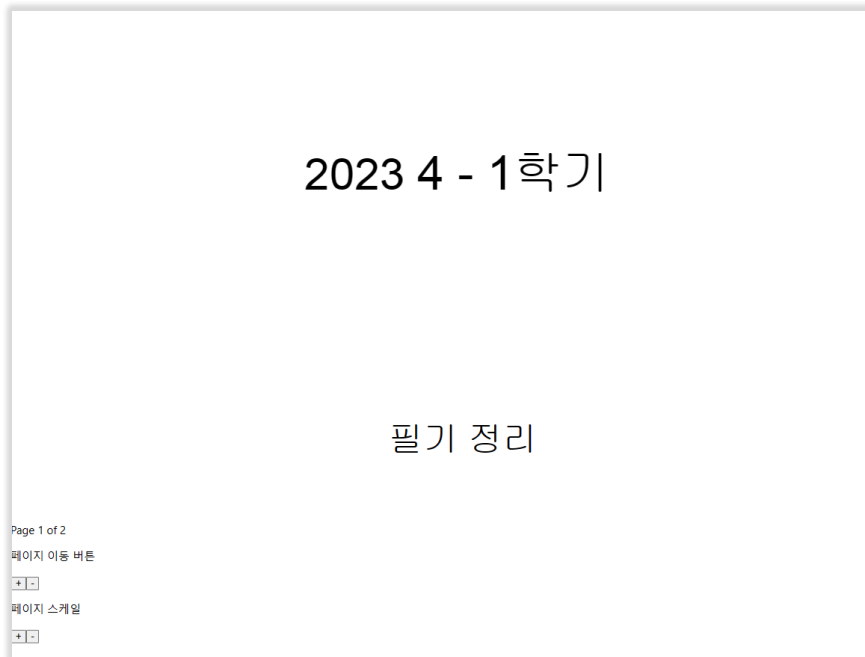 2023 4 - 1학기
필기 정리
Page 1 of 2
페이지 이동 버튼
+ -
페이지 스케일
+ -